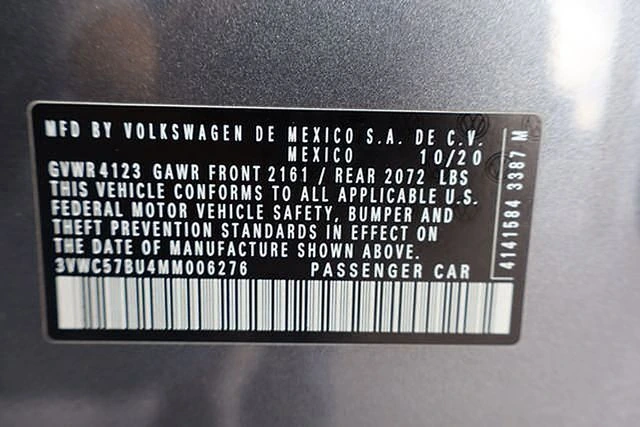 MFD BY VOLKSWAGEN DE MEXICO S.A. DE C.V.
MEXICO 10/20
GVWR 4123 GAWR FRONT 2161 / REAR 2072 LBS
THIS VEHICLE CONFORMS TO ALL APPLICABLE U.S.
FEDERAL MOTOR VEHICLE SAFETY, BUMPER AND
THEFT PREVENTION STANDARDS IN EFFECT ON
THE DATE OF MANUFACTURE SHOWN ABOVE.
3VWC57BU4MM006276 PASSENGER CAR
4141584 3387 M